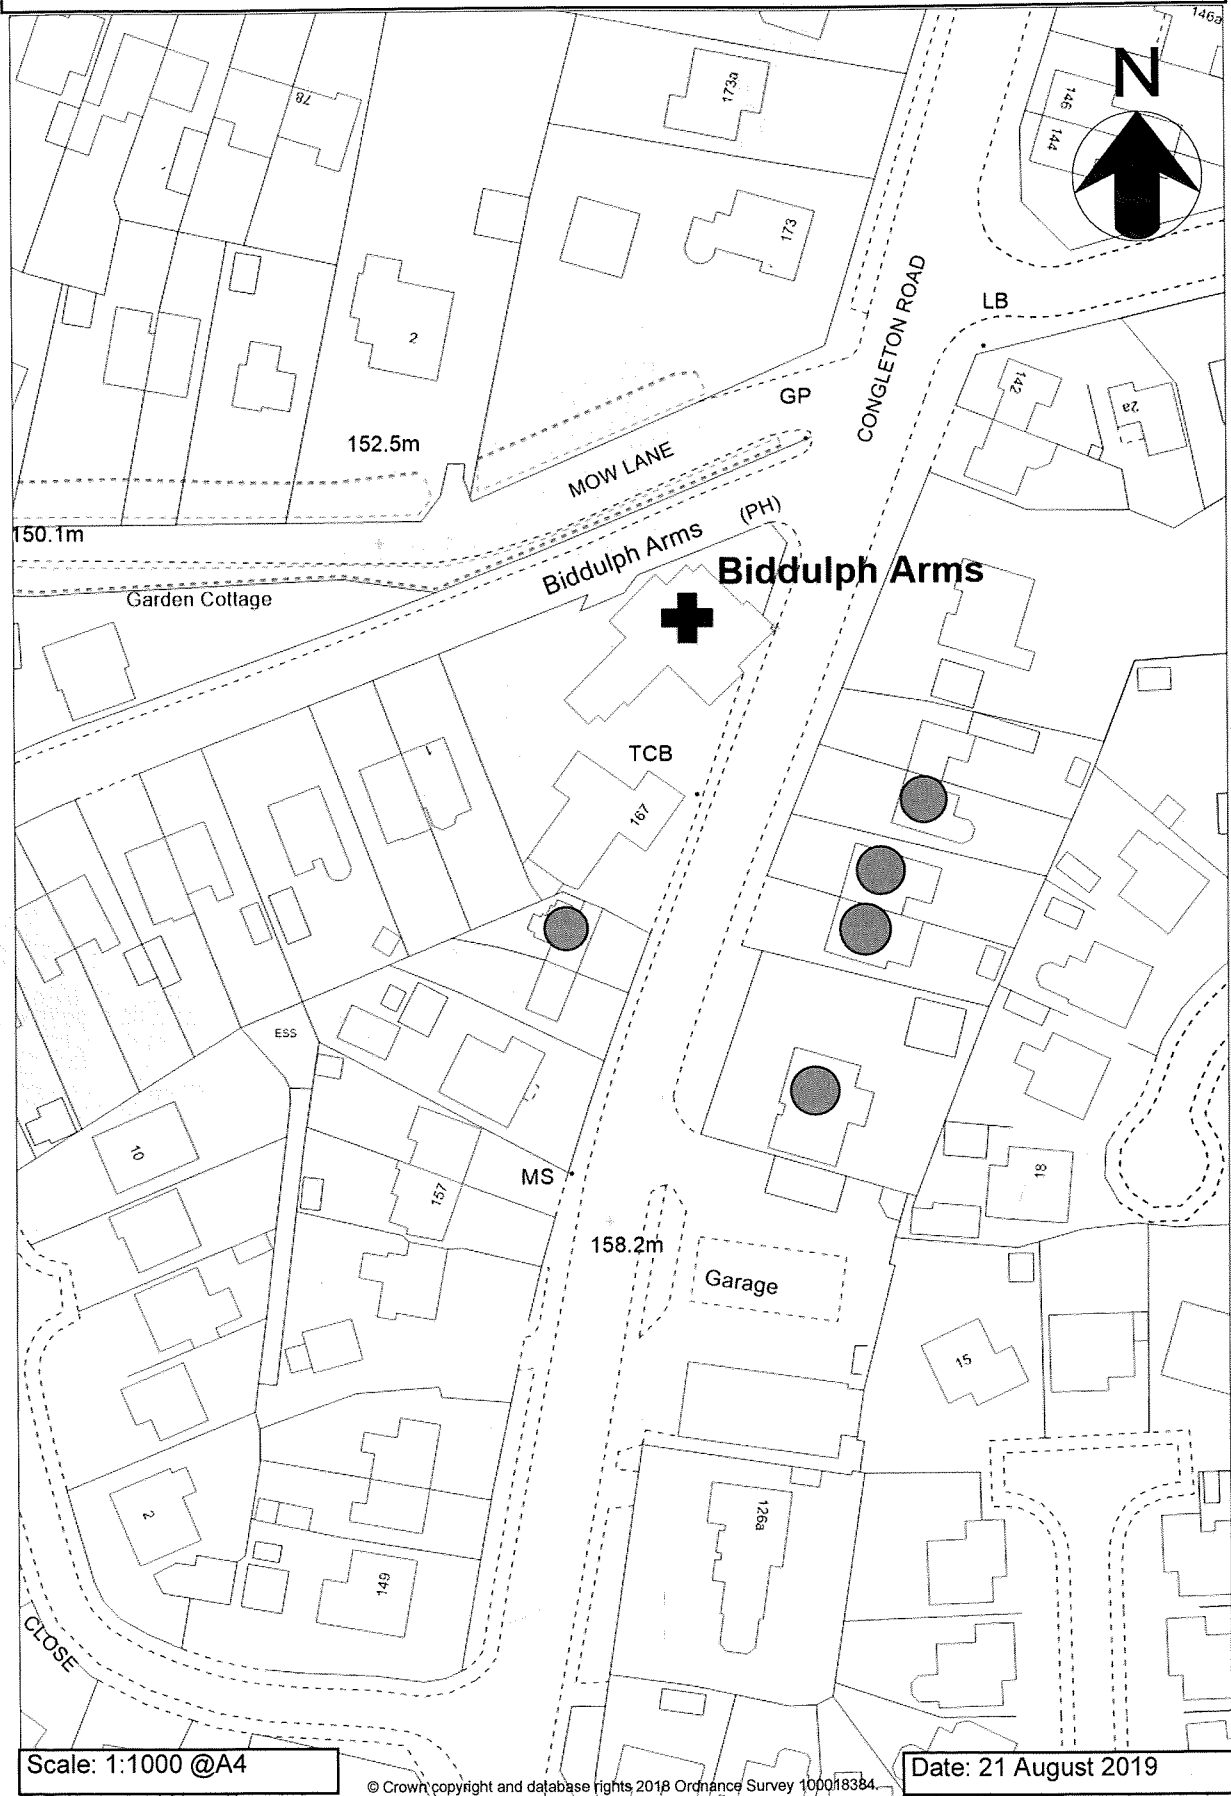 146a
N
173a
146
144
78
173
CONGLETON ROAD
LB
2
142
2a
GP
152.5m
MOW LANE
150.1m
(PH)
Biddulph Arms
Biddulph Arms
Garden Cottage
1
TCB
167
ESS
10
157
MS
18
158.2m
Garage
15
2
126a
149
CLOSE
Scale: 1:1000 @A4
© Crown copyright and database rights 2018 Ordnance Survey 100018384.
Date: 21 August 2019